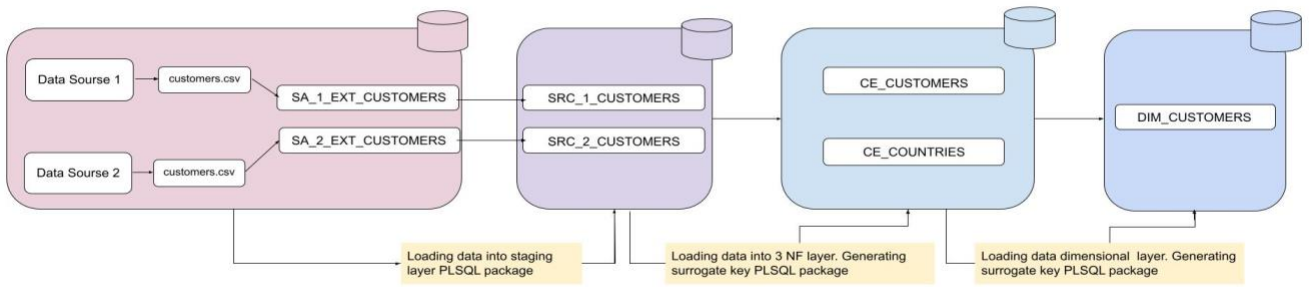 Data Sourse 1
customers.csv
SA_1_EXT_CUSTOMERS
SA_2_EXT_CUSTOMERS
Data Sourse 2
customers.csv
SRC_1_CUSTOMERS
SRC_2_CUSTOMERS
CE_CUSTOMERS
CE_COUNTRIES
DIM_CUSTOMERS
Loading data into staging
layer PLSQL package
Loading data into 3 NF layer. Generating
surrogate key PLSQL package
Loading data dimensional layer. Generating
surrogate key PLSQL package